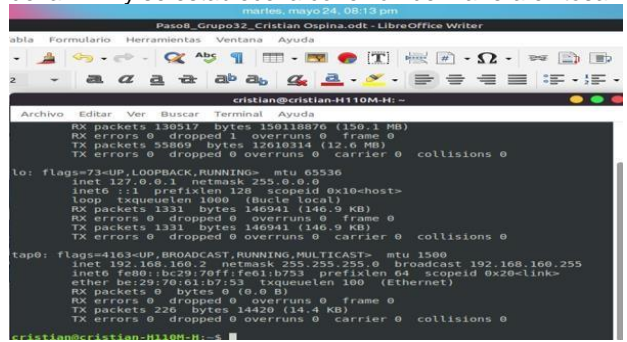 martes, mayo 24, 08:13 pm
Paso8_Grupo32_Cristian Ospina.odt - LibreOffice Writer
abla Formulario Herramientas Ventana Ayuda
cristian@cristian-H110M-H: ~
Archivo Editar Ver Buscar Terminal Ayuda
RX packets 130517 bytes 150118876 (150.1 MB)
RX errors 0 dropped 1 overruns 0 frame 0
TX packets 55869 bytes 12610314 (12.6 MB)
TX errors 0 dropped 0 overruns 0 carrier 0 collisions 0
lo: flags=73<UP,LOOPBACK,RUNNING> mtu 65536
inet 127.0.0.1 netmask 255.0.0.0
inet6 ::1 prefixlen 128 scopeid 0x10<host>
loop txqueuelen 1000 (Bucle local)
RX packets 1331 bytes 146941 (146.9 KB)
RX errors 0 dropped 0 overruns 0 frame 0
TX packets 1331 bytes 146941 (146.9 KB)
TX errors 0 dropped 0 overruns 0 carrier 0 collisions 0
tap0: flags=4163<UP,BROADCAST,RUNNING,MULTICAST> mtu 1500
inet 192.168.160.2 netmask 255.255.255.0 broadcast 192.168.160.255
inet6 fe80::bc29:70ff:fe61:b753 prefixlen 64 scopeid 0x20<link>
ether be:29:70:61:b7:53 txqueuelen 100 (Ethernet)
RX packets 0 bytes 0 (0.0 B)
RX errors 0 dropped 0 overruns 0 frame 0
TX packets 226 bytes 14420 (14.4 KB)
TX errors 0 dropped 0 overruns 0 carrier 0 collisions 0
cristian@cristian-H110M-H:~$